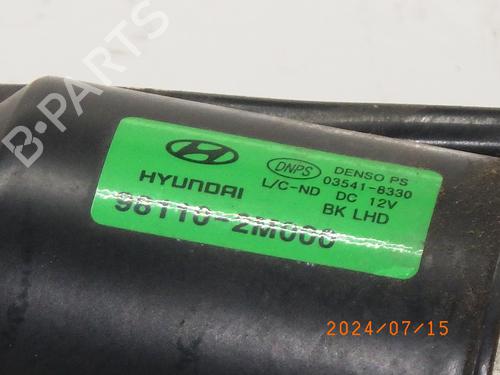 B-PARTS
HYUNDAI
98110-2M000
DNPS
DENSO PS
03541-8330
L/C-ND DC 12V
BK LHD
2024/07/15